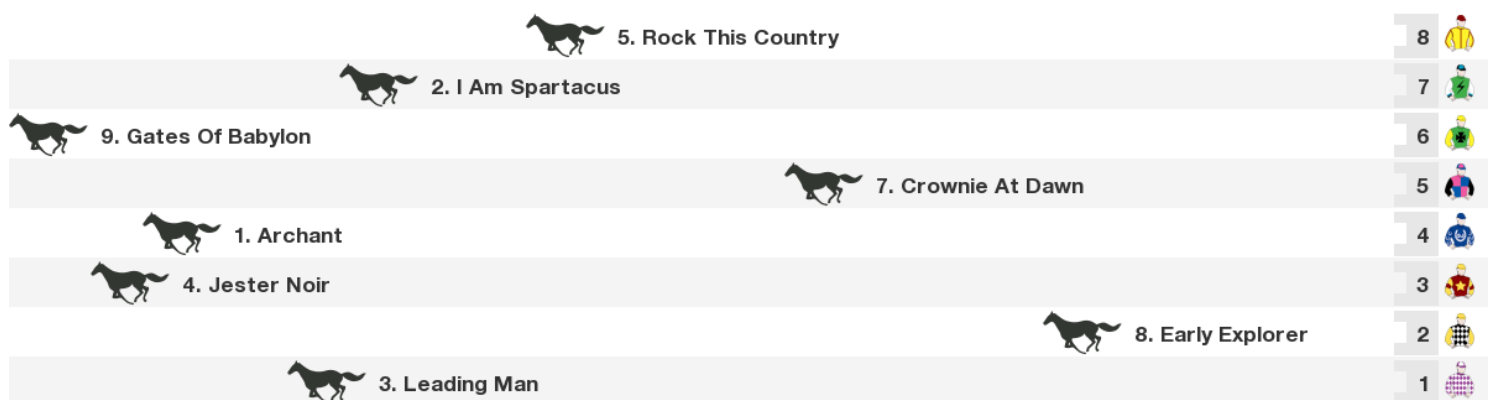 5. Rock This Country 8
2. I Am Spartacus 7
9. Gates Of Babylon 6
7. Crownie At Dawn 5
1. Archant 4
4. Jester Noir 3
8. Early Explorer 2
3. Leading Man 1